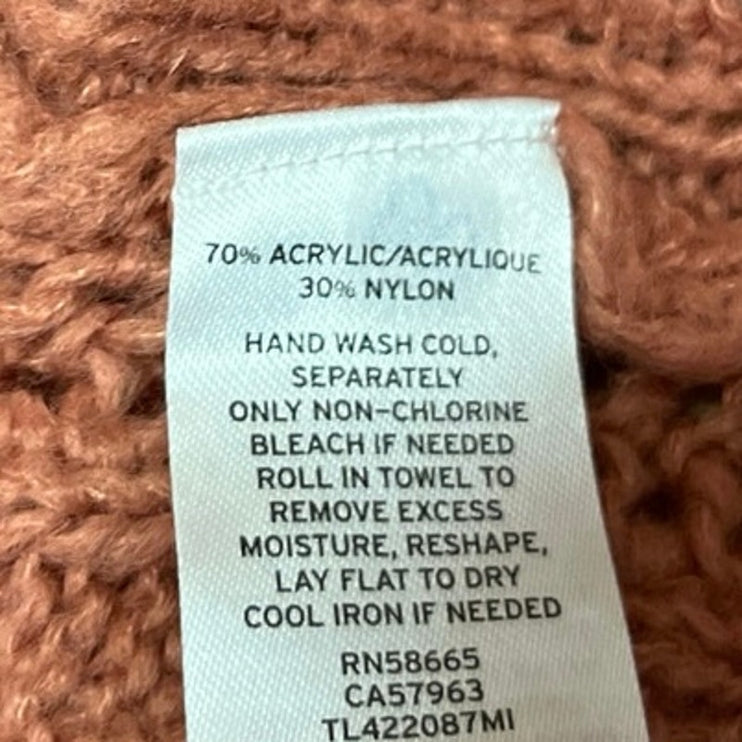 70% ACRYLIC/ACRYLIQUE
30% NYLON
HAND WASH COLD,
SEPARATELY
ONLY NON-CHLORINE
BLEACH IF NEEDED
ROLL IN TOWEL TO
REMOVE EXCESS
MOISTURE, RESHAPE,
LAY FLAT TO DRY
COOL IRON IF NEEDED
RN58665
CA57963
TL422087MI